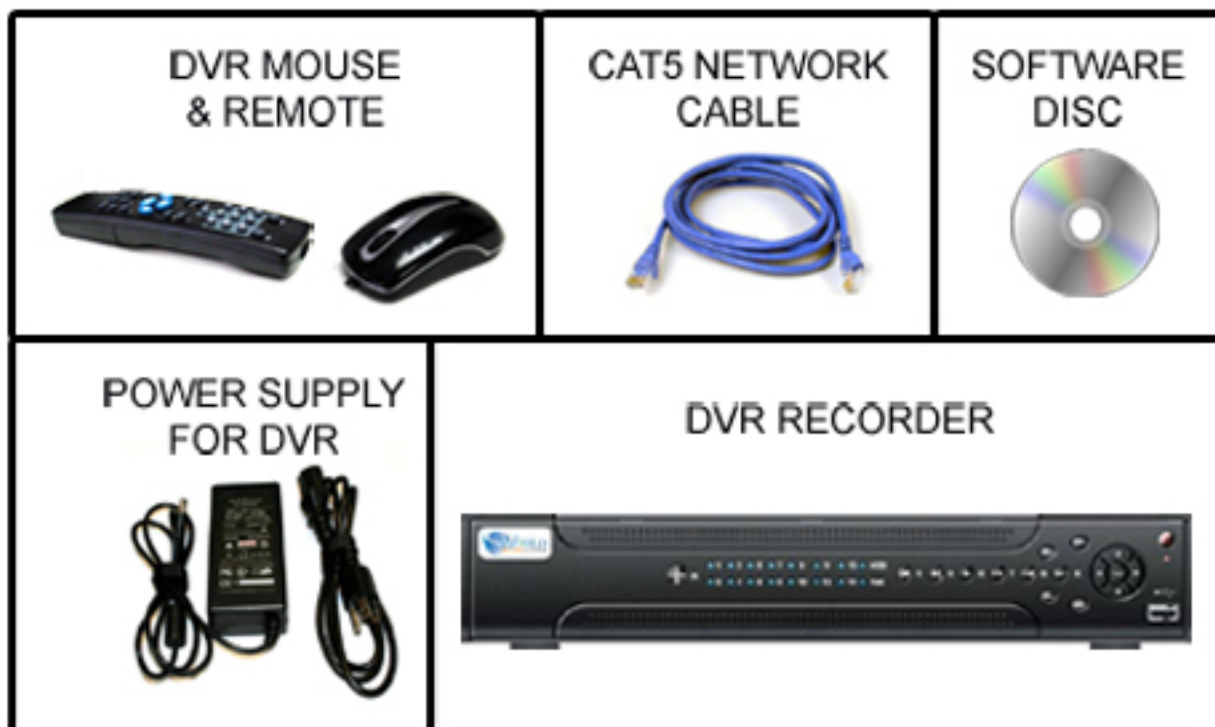 DVR MOUSE
& REMOTE
CAT5 NETWORK
CABLE
SOFTWARE
DISC
POWER SUPPLY
FOR DVR
DVR RECORDER